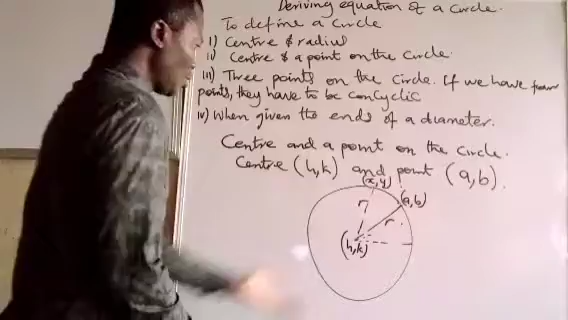 Deriving equation of a Circle.
To define a Circle
i) Centre & radius
ii) Centre & a point on the Circle.
iii) Three points on the Circle. If we have four
points, they have to be concyclic
iv) When given the ends of a diameter.
Centre and a point on the Circle.
Centre (h,k) and point (a,b).
(x,y)
(a,b)
r
r.
(h,k)